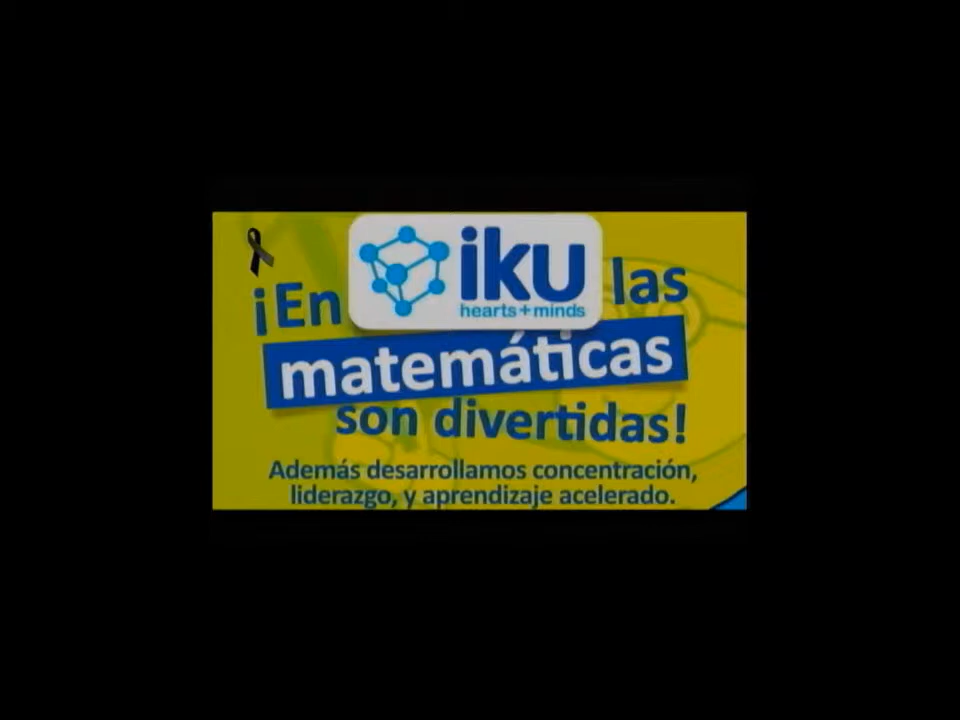 ¡En iku las
hearts+minds
matemáticas
son divertidas!
Además desarrollamos concentración,
liderazgo, y aprendizaje acelerado.